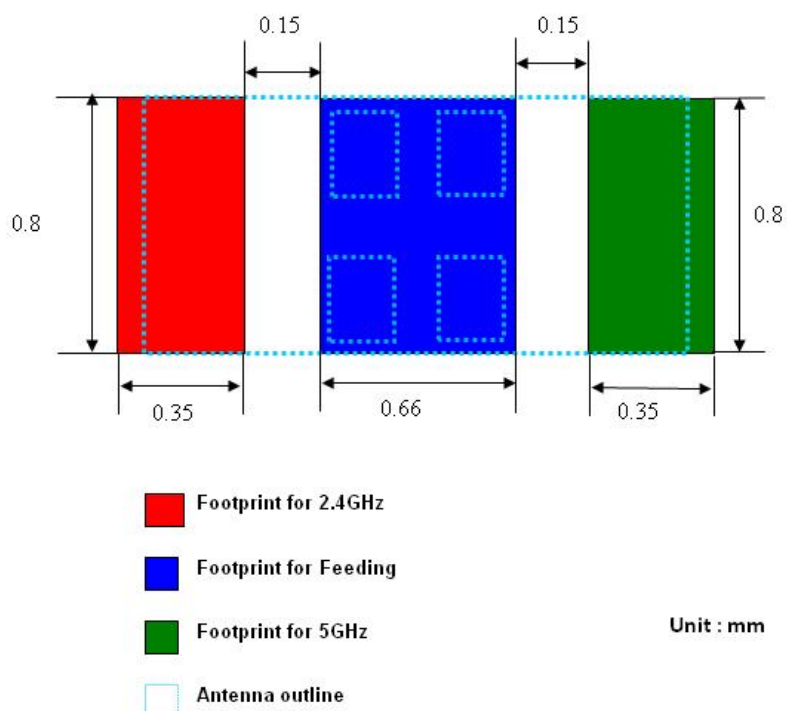 0.15 0.15
0.8 0.8
0.35 0.66 0.35
Footprint for 2.4GHz
Footprint for Feeding
Footprint for 5GHz
Unit : mm
Antenna outline